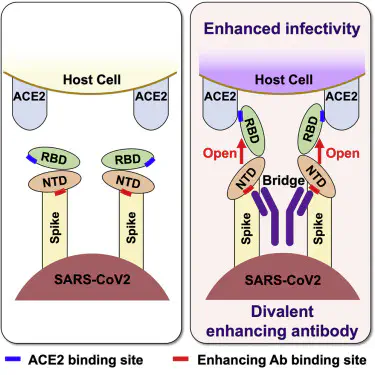 Host Cell
ACE2
ACE2
RBD
RBD
NTD
NTD
Spike
Spike
SARS-CoV2
Enhanced infectivity
Host Cell
ACE2
ACE2
RBD
RBD
Open
Open
NTD
Bridge
NTD
Spike
Spike
SARS-CoV2
Divalent
enhancing antibody
ACE2 binding site
Enhancing Ab binding site